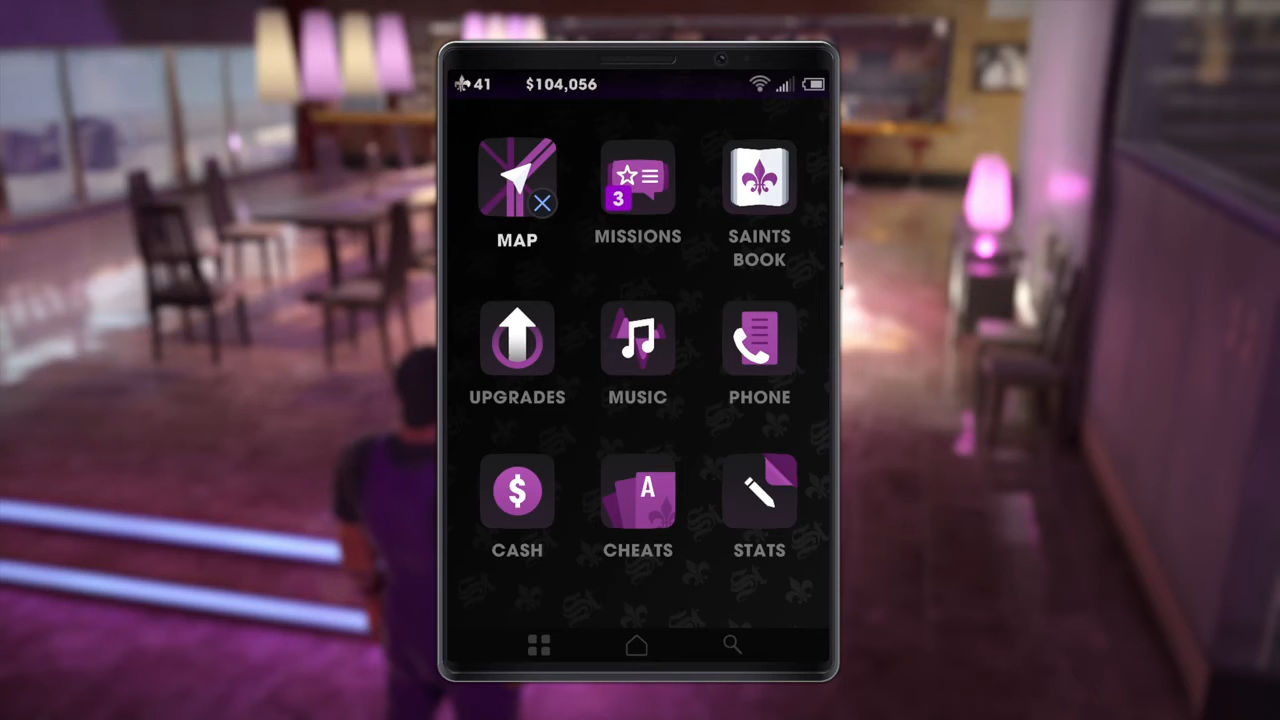 41 $104,056
MAP
3
MISSIONS
SAINTS
BOOK
UPGRADES
MUSIC
PHONE
$
CASH
A
CHEATS
STATS